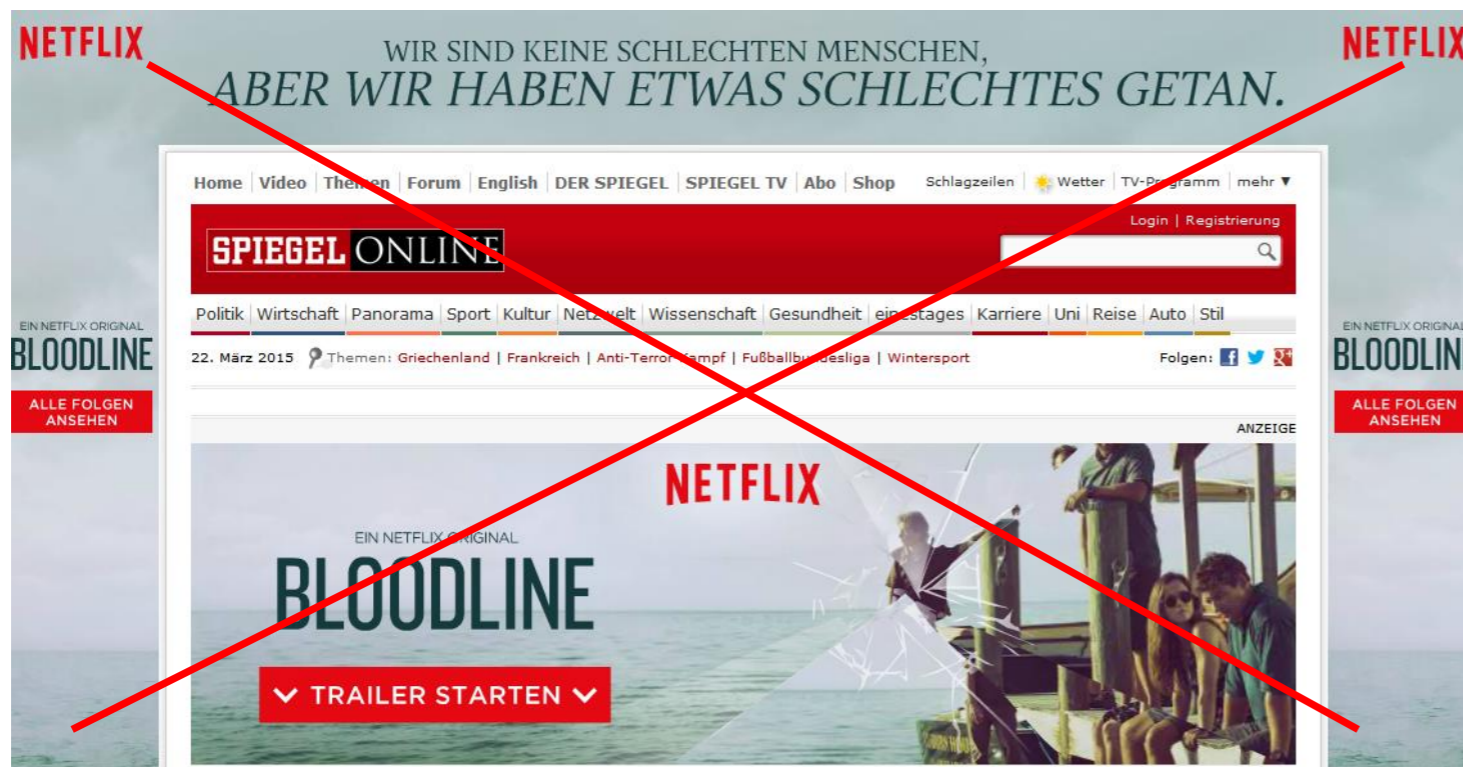 NETFLIX
NETFLIX
WIR SIND KEINE SCHLECHTEN MENSCHEN,
ABER WIR HABEN ETWAS SCHLECHTES GETAN.
Home | Video | Themen | Forum | English | DER SPIEGEL | SPIEGEL TV | Abo | Shop Schlagzeilen | Wetter | TV-Programm | mehr ▼
Login | Registrierung
SPIEGEL ONLINE
Politik | Wirtschaft | Panorama | Sport | Kultur | Netzwelt | Wissenschaft | Gesundheit | einestages | Karriere | Uni | Reise | Auto | Stil
22. März 2015 Themen: Griechenland | Frankreich | Anti-Terror-Kampf | Fußballbundesliga | Wintersport Folgen:
EIN NETFLIX ORIGINAL
BLOODLINE
ALLE FOLGEN
ANSEHEN
EIN NETFLIX ORIGINAL
BLOODLIN
ALLE FOLGEN
ANSEHEN
ANZEIGE
NETFLIX
EIN NETFLIX ORIGINAL
BLOODLINE
TRAILER STARTEN